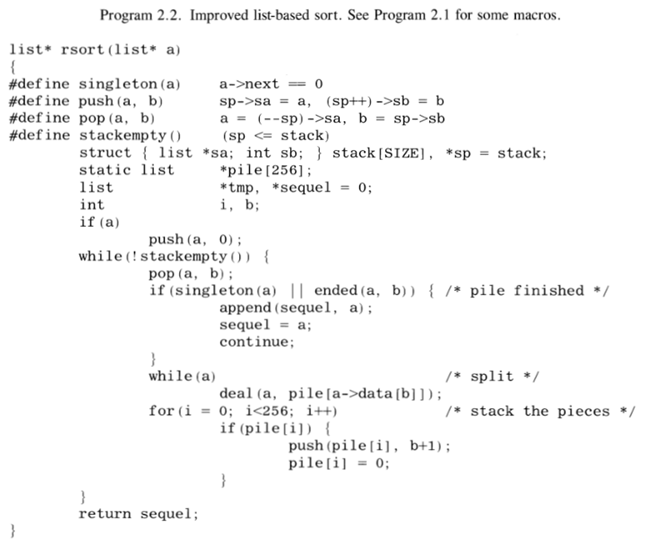 Program 2.2. Improved list-based sort. See Program 2.1 for some macros.
list* rsort(list* a)
{
#define singleton(a) a->next == 0
#define push(a, b) sp->sa = a, (sp++)->sb = b
#define pop(a, b) a = (--sp)->sa, b = sp->sb
#define stackempty() (sp <= stack)
struct { list *sa; int sb; } stack[SIZE], *sp = stack;
static list *pile[256];
list *tmp, *sequel = 0;
int i, b;
if(a)
push(a, 0);
while(!stackempty()) {
pop(a, b);
if(singleton(a) || ended(a, b)) { /* pile finished */
append(sequel, a);
sequel = a;
continue;
}
while(a) /* split */
deal(a, pile[a->data[b]]);
for(i = 0; i<256; i++) /* stack the pieces */
if(pile[i]) {
push(pile[i], b+1);
pile[i] = 0;
}
}
return sequel;
}